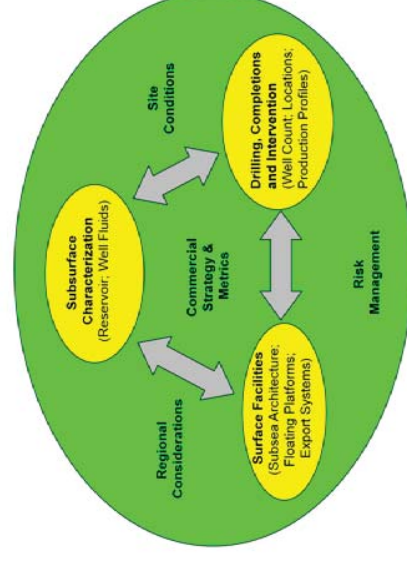 Subsurface
Characterization
(Reservoir; Well Fluids)
Regional
Considerations
Site
Conditions
Commercial
Strategy &
Metrics
Surface Facilities
(Subsea Architecture;
Floating Platforms;
Export Systems)
Drilling, Completions
and Intervention
(Well Count; Locations;
Production Profiles)
Risk
Management